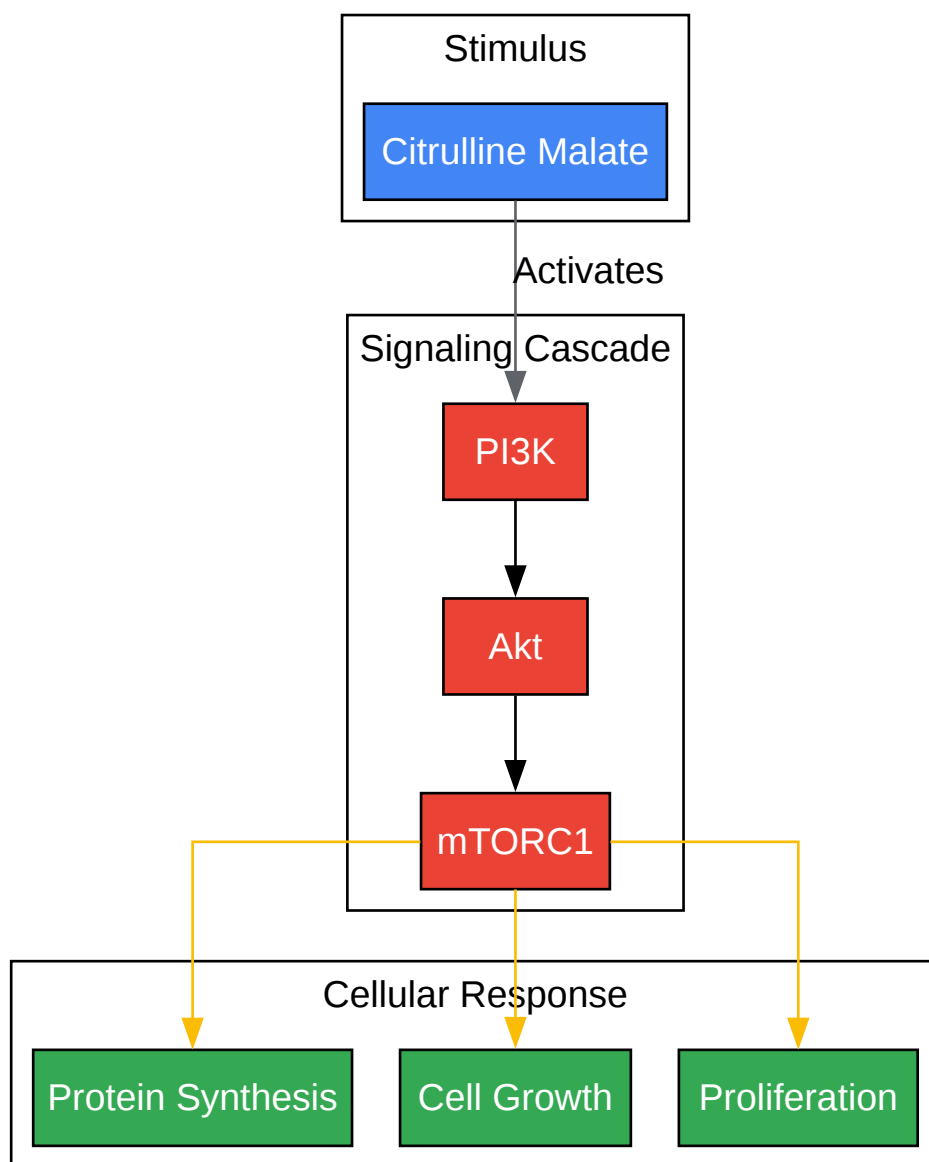 Stimulus
Citrulline Malate
Activates
Signaling Cascade
PI3K
Akt
mTORC1
Cellular Response
Protein Synthesis
Cell Growth
Proliferation